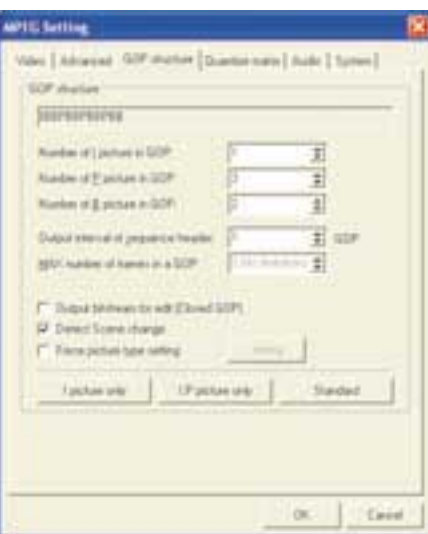 MPEG Setting
Video Advanced GOP structure Quantize matrix Audio System
GOP structure
Number of I picture in GOP:
Number of P picture in GOP:
Number of B picture in GOP:
Output interval of sequence header: GOP
MAX number of frames in a GOP
Output bitstream for edit (Closed GOP)
Detect Scene change
Force picture type setting
I picture only I,P picture only Standard
OK Cancel